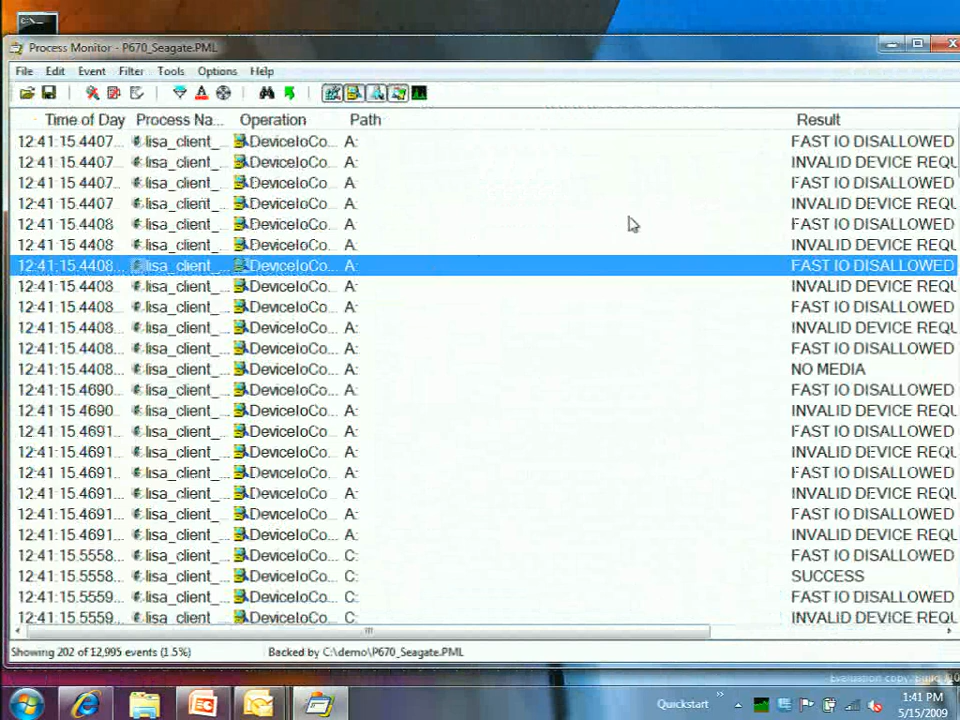 Process Monitor - P670_Seagate.PML
File Edit Event Filter Tools Options Help
Time of Day Process Na... Operation Path Result
12:41:15.4407... lisa_client_... DeviceIoCo... A: FAST IO DISALLOWED
12:41:15.4407... lisa_client_... DeviceIoCo... A: INVALID DEVICE REQU
12:41:15.4407... lisa_client_... DeviceIoCo... A: FAST IO DISALLOWED
12:41:15.4407 lisa_client_... DeviceIoCo... A: INVALID DEVICE REQU
12:41:15.4408 lisa_client_... DeviceIoCo... A: FAST IO DISALLOWED
12:41:15.4408 lisa_client_... DeviceIoCo... A: INVALID DEVICE REQU
12:41:15.4408... lisa_client_... DeviceIoCo... A: FAST IO DISALLOWED
12:41:15.4408 lisa_client_... DeviceIoCo... A: INVALID DEVICE REQU
12:41:15.4408... lisa_client_... DeviceIoCo... A: FAST IO DISALLOWED
12:41:15.4408... lisa_client_... DeviceIoCo... A: INVALID DEVICE REQU
12:41:15.4408... lisa_client_... DeviceIoCo... A: FAST IO DISALLOWED
12:41:15.4408... lisa_client_... DeviceIoCo... A: NO MEDIA
12:41:15.4690... lisa_client_... DeviceIoCo... A: FAST IO DISALLOWED
12:41:15.4690... lisa_client_... DeviceIoCo... A: INVALID DEVICE REQU
12:41:15.4691... lisa_client_... DeviceIoCo... A: FAST IO DISALLOWED
12:41:15.4691... lisa_client_... DeviceIoCo... A: INVALID DEVICE REQU
12:41:15.4691... lisa_client_... DeviceIoCo... A: FAST IO DISALLOWED
12:41:15.4691... lisa_client_... DeviceIoCo... A: INVALID DEVICE REQU
12:41:15.4691... lisa_client_... DeviceIoCo... A: FAST IO DISALLOWED
12:41:15.4691... lisa_client_... DeviceIoCo... A: INVALID DEVICE REQU
12:41:15.5558... lisa_client_... DeviceIoCo... C: FAST IO DISALLOWED
12:41:15.5558... lisa_client_... DeviceIoCo... C: SUCCESS
12:41:15.5559... lisa_client_... DeviceIoCo... C: FAST IO DISALLOWED
12:41:15.5559... lisa_client_... DeviceIoCo... C: INVALID DEVICE REQU
Showing 202 of 12,995 events (1.5%) Backed by C:\demo\P670_Seagate.PML
Evaluation copy. Build
Quickstart
1:41 PM
5/15/2009